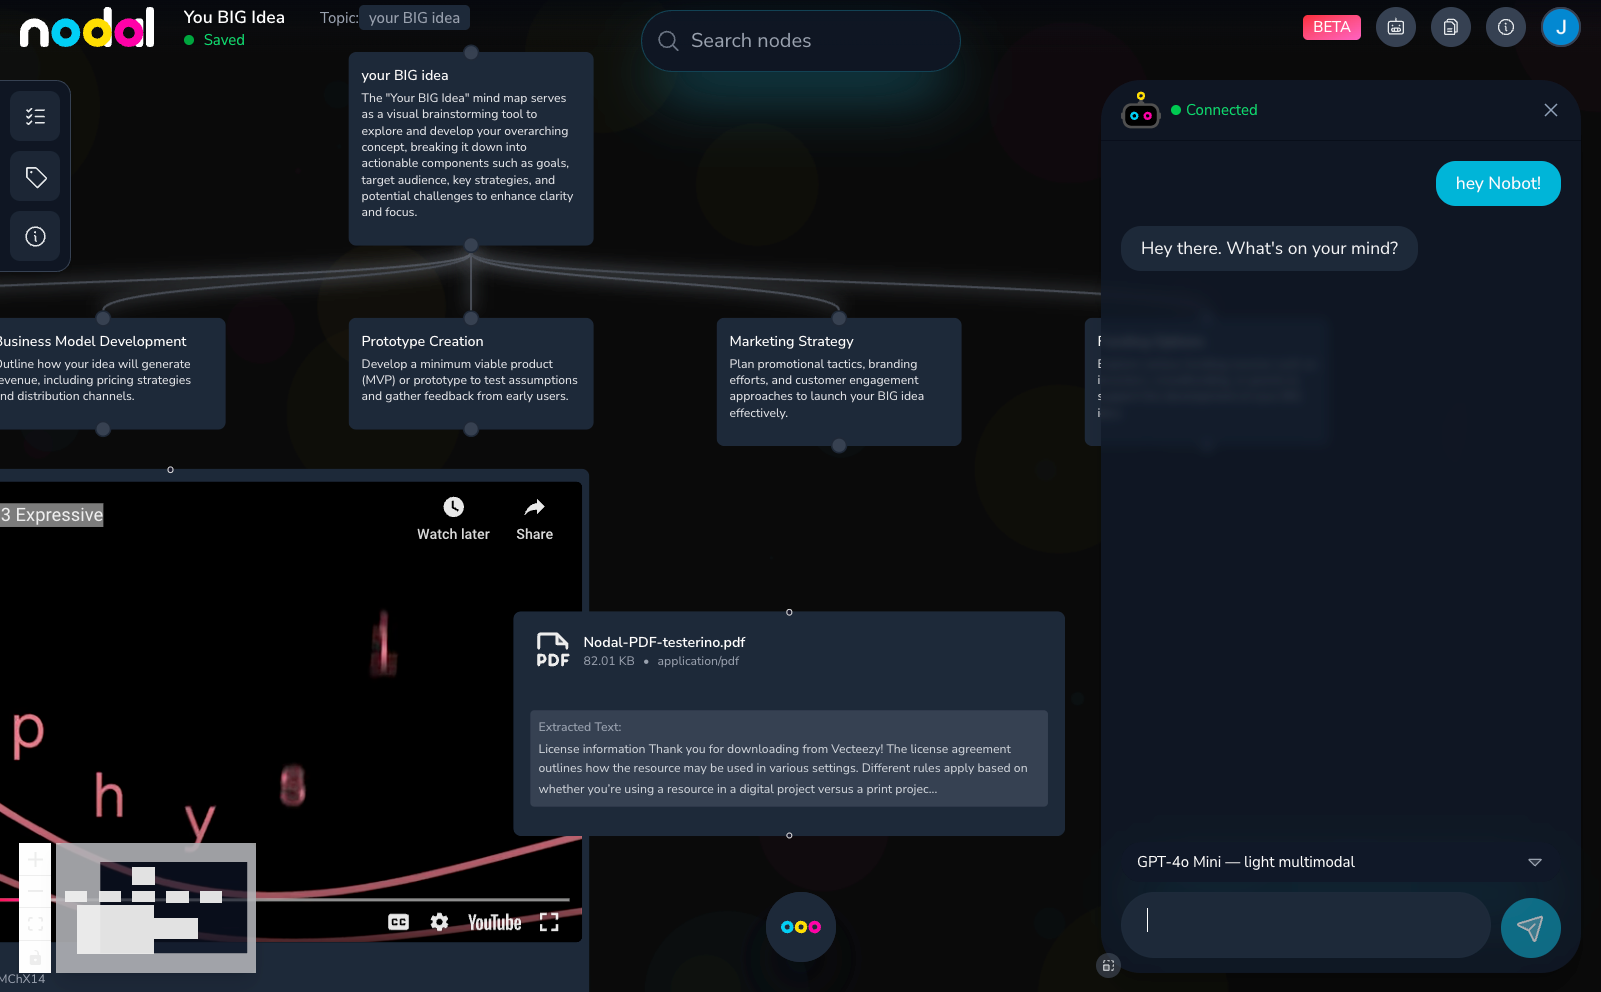 nodal
You BIG Idea
Saved
Topic: your BIG idea
Search nodes
BETA
J
your BIG idea
The "Your BIG Idea" mind map serves
as a visual brainstorming tool to
explore and develop your overarching
concept, breaking it down into
actionable components such as goals,
target audience, key strategies, and
potential challenges to enhance clarity
and focus.
Business Model Development
Outline how your idea will generate
revenue, including pricing strategies
and distribution channels.
Prototype Creation
Develop a minimum viable product
(MVP) or prototype to test assumptions
and gather feedback from early users.
Marketing Strategy
Plan promotional tactics, branding
efforts, and customer engagement
approaches to launch your BIG idea
effectively.
3 Expressive
Watch later
Share
p
h
y
CC
YouTube
MChX14
PDF
Nodal-PDF-testerino.pdf
82.01 KB • application/pdf
Extracted Text:
License information Thank you for downloading from Vecteezy! The license agreement
outlines how the resource may be used in various settings. Different rules apply based on
whether you're using a resource in a digital project versus a print projec...
Connected
hey Nobot!
Hey there. What's on your mind?
GPT-4o Mini — light multimodal